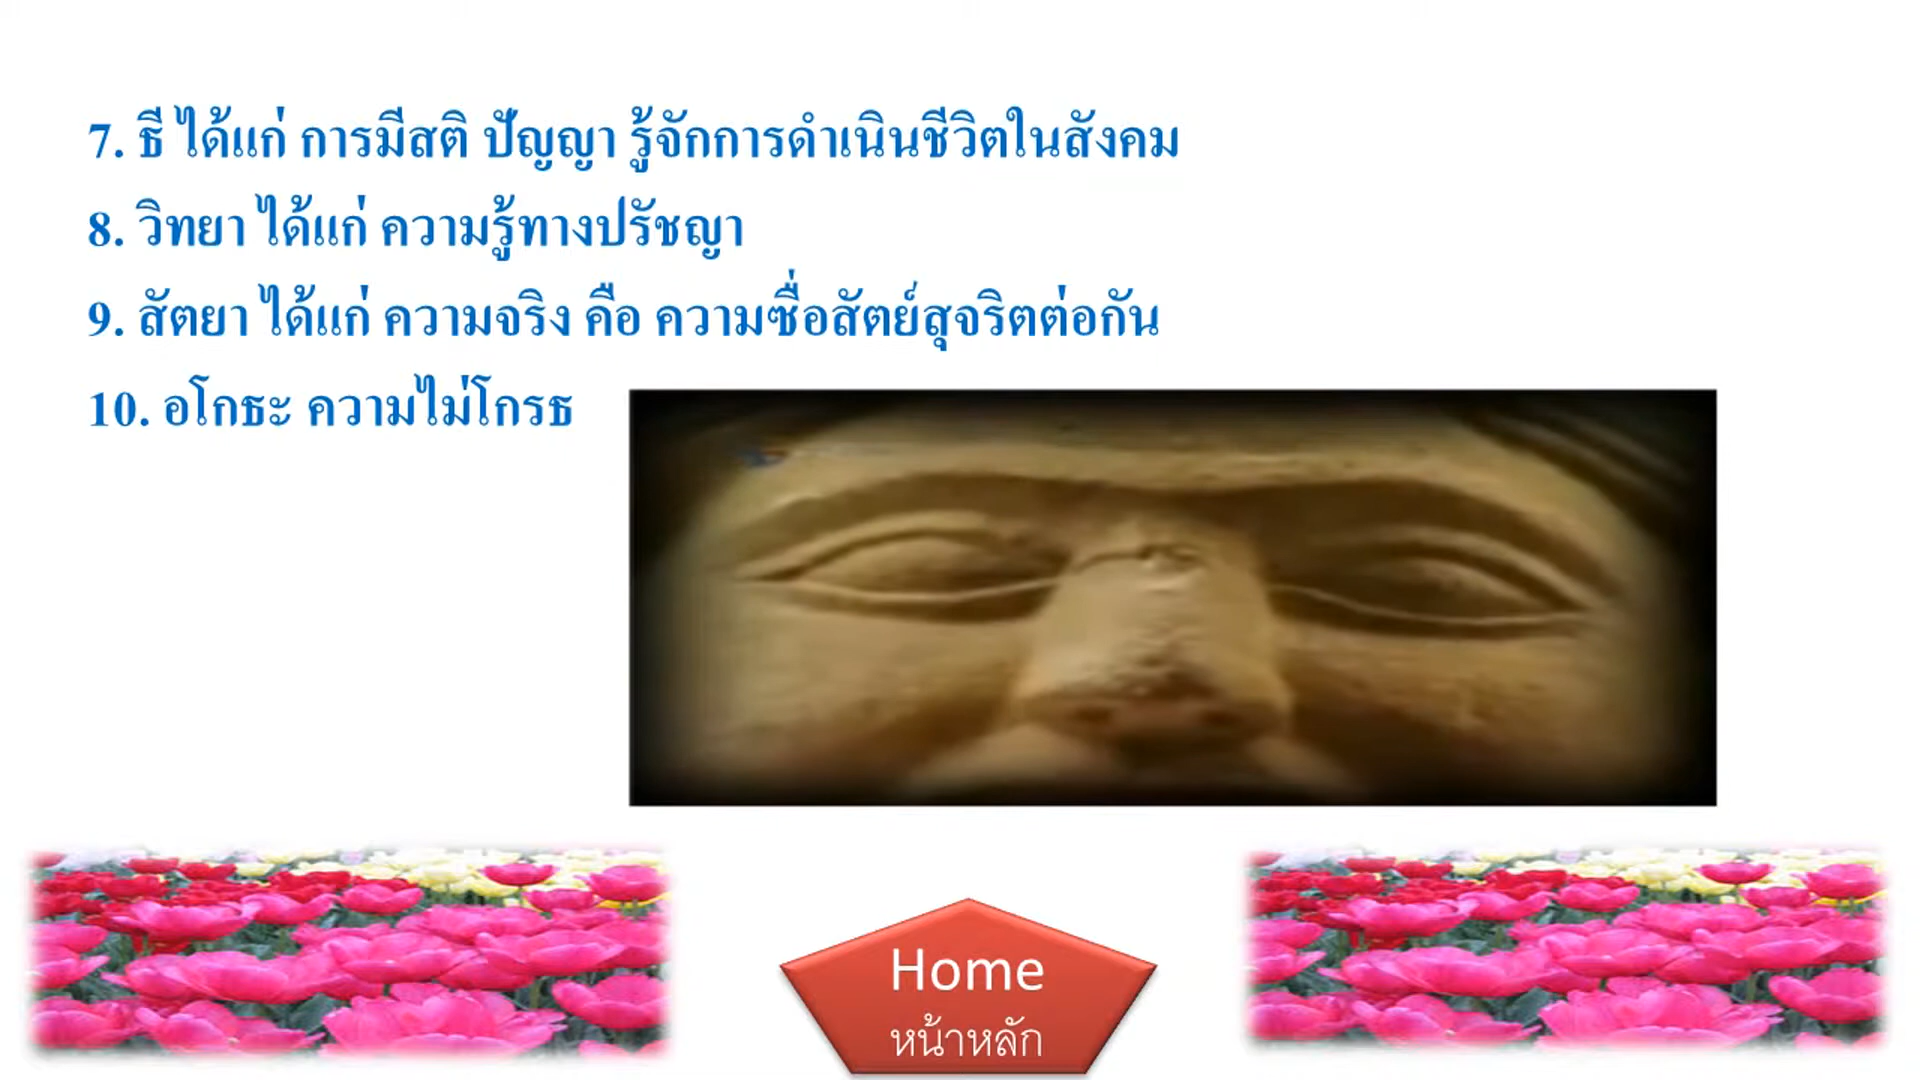 7. ธี ได้แก่ การมีสติ ปัญญา รู้จักการดำเนินชีวิตในสังคม
8. วิทยา ได้แก่ ความรู้ทางปรัชญา
9. สัตยา ได้แก่ ความจริง คือ ความซื่อสัตย์สุจริตต่อกัน
10. อโกธะ ความไม่โกรธ
Home
หน้าหลัก